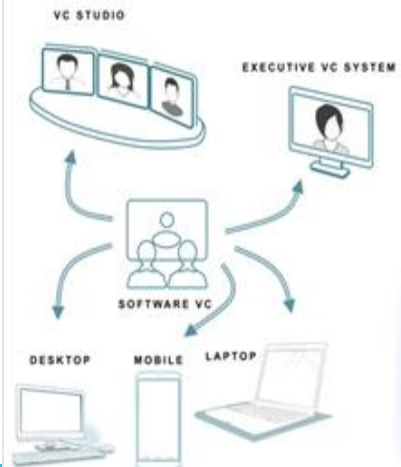 VC STUDIO
EXECUTIVE VC SYSTEM
SOFTWARE VC
DESKTOP
MOBILE
LAPTOP